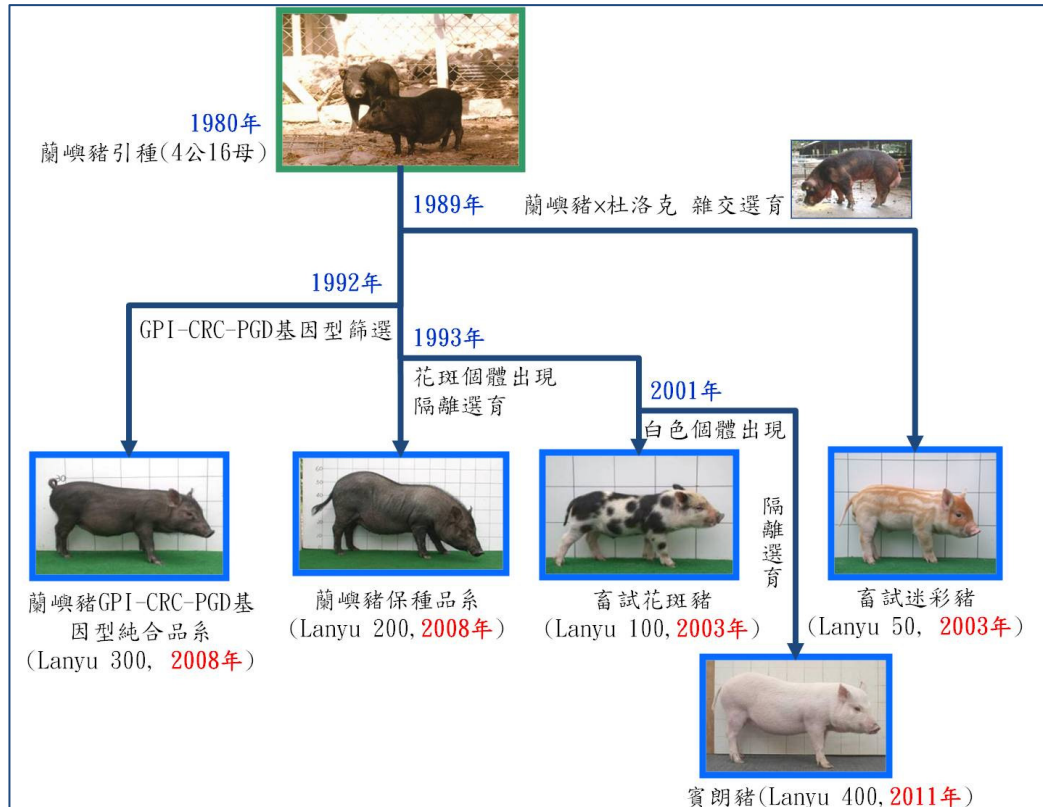 1980年
蘭嶼豬引種(4公16母)
1989年
蘭嶼豬x杜洛克 雜交選育
1992年
GPI-CRC-PGD基因型篩選
1993年
花斑個體出現
隔離選育
2001年
白色個體出現
隔離選育
蘭嶼豬GPI-CRC-PGD基
因型純合品系
(Lanyu 300, 2008年)
蘭嶼豬保種品系
(Lanyu 200,2008年)
畜試花斑豬
(Lanyu 100,2003年)
畜試迷彩豬
(Lanyu 50, 2003年)
賓朗豬(Lanyu 400,2011年)